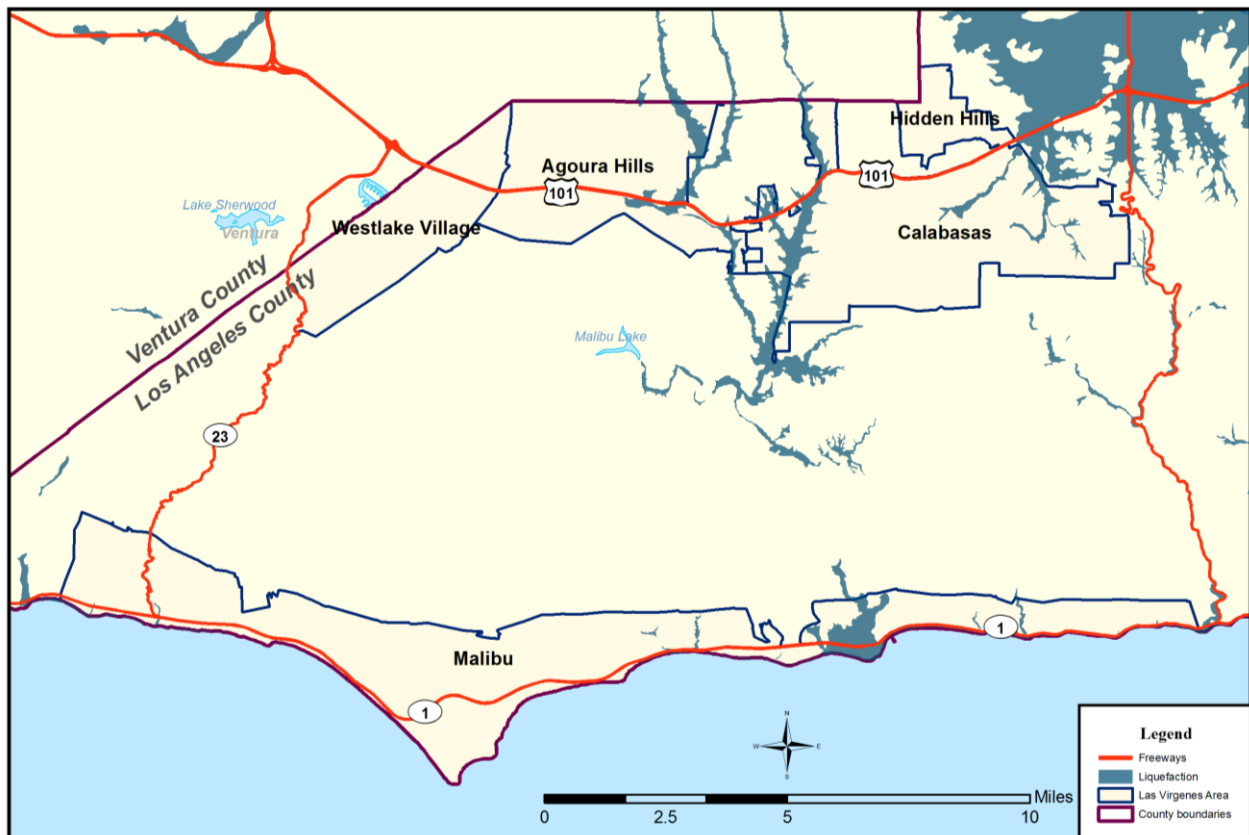 Hidden Hills
Agoura Hills
101
101
Lake Sherwood
Ventura
Westlake Village
Calabasas
Ventura County
Los Angeles County
Malibu Lake
23
1
Malibu
1
N
W E
S
Miles
0 2.5 5 10
Legend
Freeways
Liquefaction
Las Virgenes Area
County boundaries